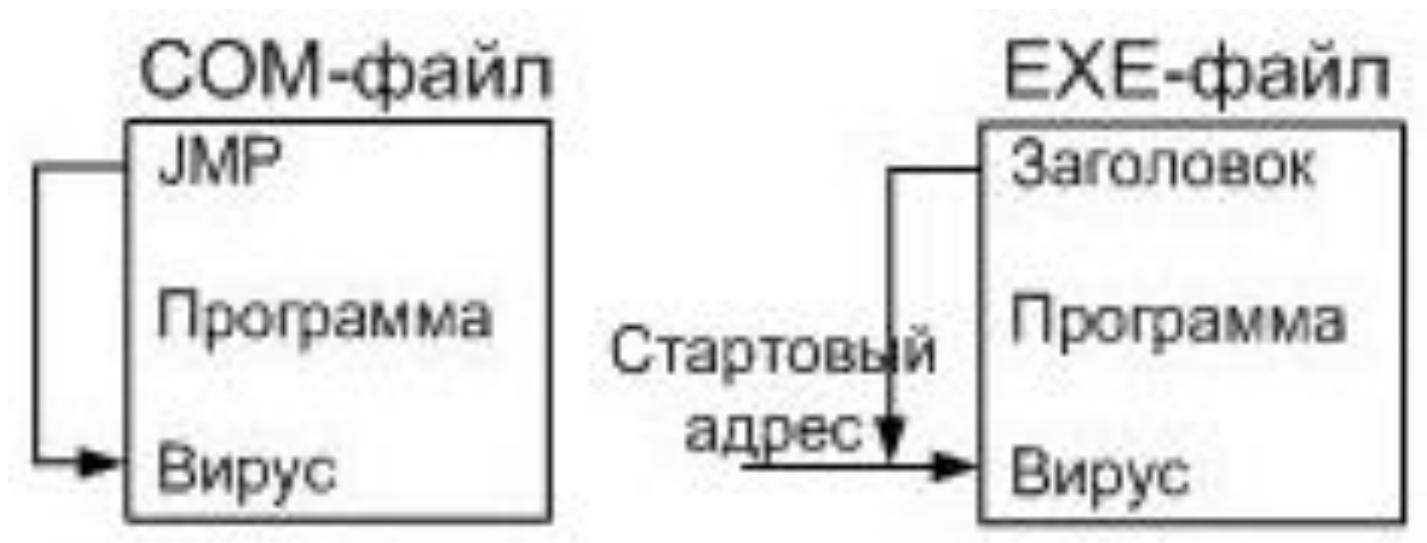 COM-файл
JMP
Программа
Вирус
EXE-файл
Заголовок
Программа
Стартовый
адрес
Вирус